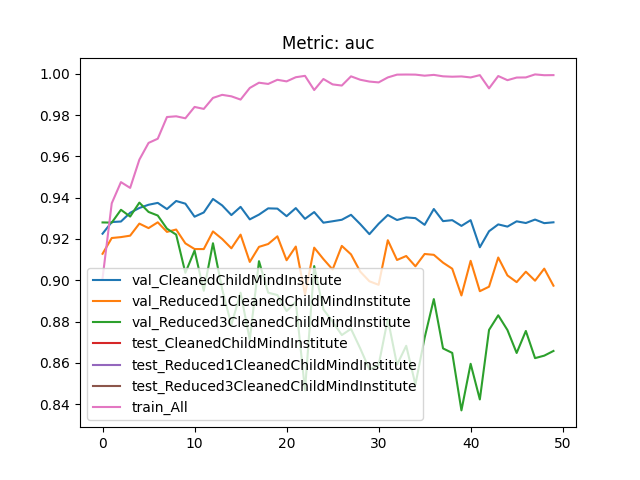 Metric: auc
1.00
0.98
0.96
0.94
0.92
0.90
0.88
0.86
0.84
val_CleanedChildMindInstitute
val_Reduced1CleanedChildMindInstitute
val_Reduced3CleanedChildMindInstitute
test_CleanedChildMindInstitute
test_Reduced1CleanedChildMindInstitute
test_Reduced3CleanedChildMindInstitute
train_All
0 10 20 30 40 50